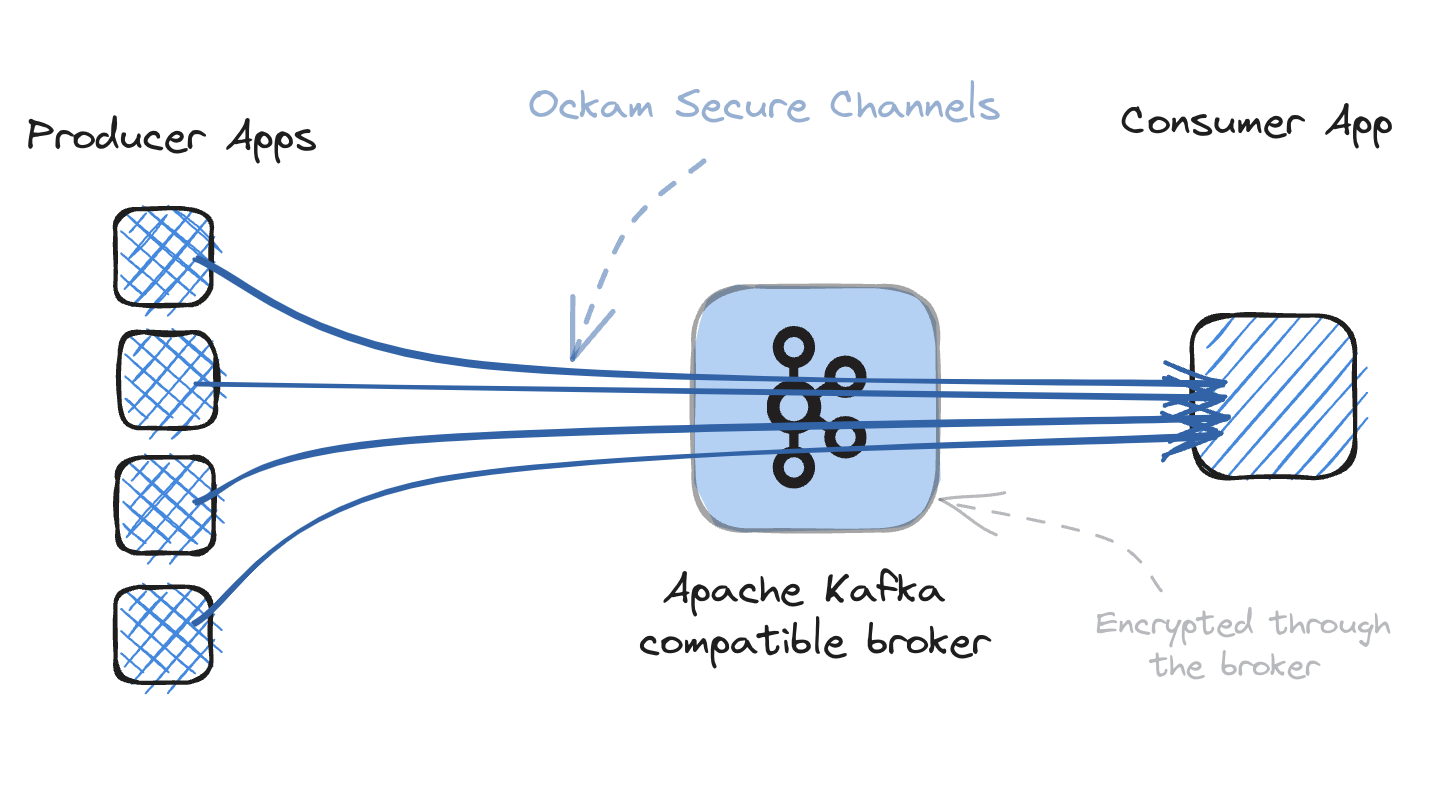 Ockam Secure Channels
Producer Apps
Consumer App
Apache Kafka
compatible broker
Encrypted through
the broker